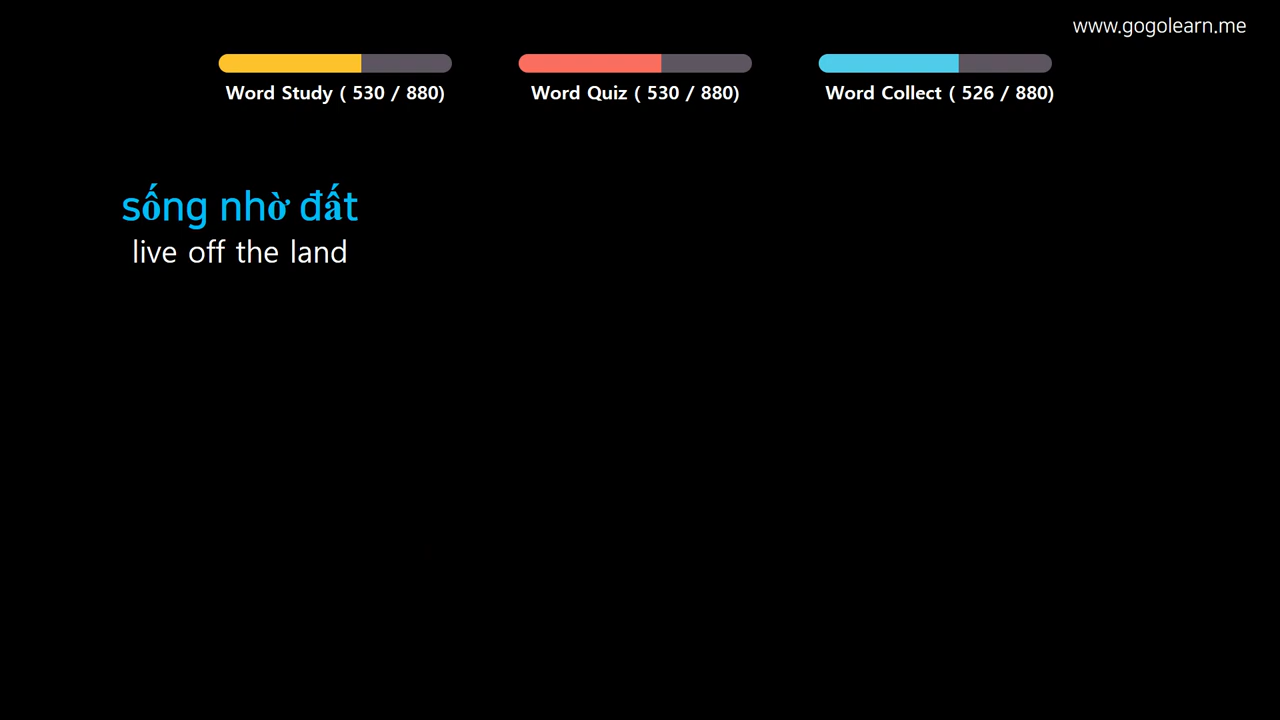 www.gogolearn.me
Word Study ( 530 / 880)
Word Quiz ( 530 / 880)
Word Collect ( 526 / 880)
sống nhờ đất
live off the land